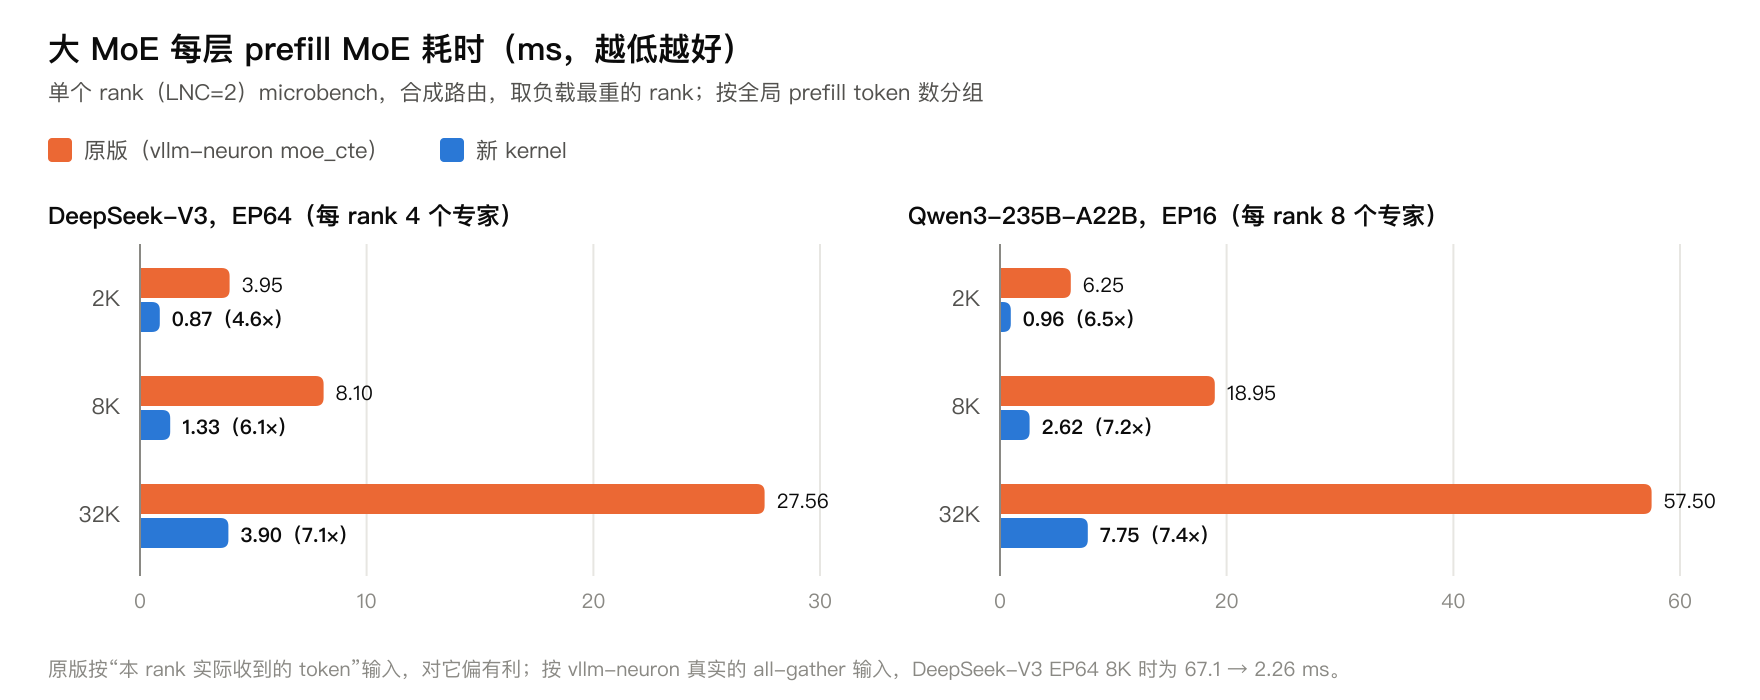 大 MoE 每层 prefill MoE 耗时（ms，越低越好）
单个 rank（LNC=2）microbench，合成路由，取负载最重的 rank；按全局 prefill token 数分组
原版（vllm-neuron moe_cte）
新 kernel
DeepSeek-V3，EP64（每 rank 4 个专家）
2K
3.95
0.87（4.6×）
8K
8.10
1.33（6.1×）
32K
27.56
3.90（7.1×）
0 10 20 30
Qwen3-235B-A22B，EP16（每 rank 8 个专家）
2K
6.25
0.96（6.5×）
8K
18.95
2.62（7.2×）
32K
57.50
7.75（7.4×）
0 20 40 60
原版按“本 rank 实际收到的 token”输入，对它偏有利；按 vllm-neuron 真实的 all-gather 输入，DeepSeek-V3 EP64 8K 时为 67.1 → 2.26 ms。